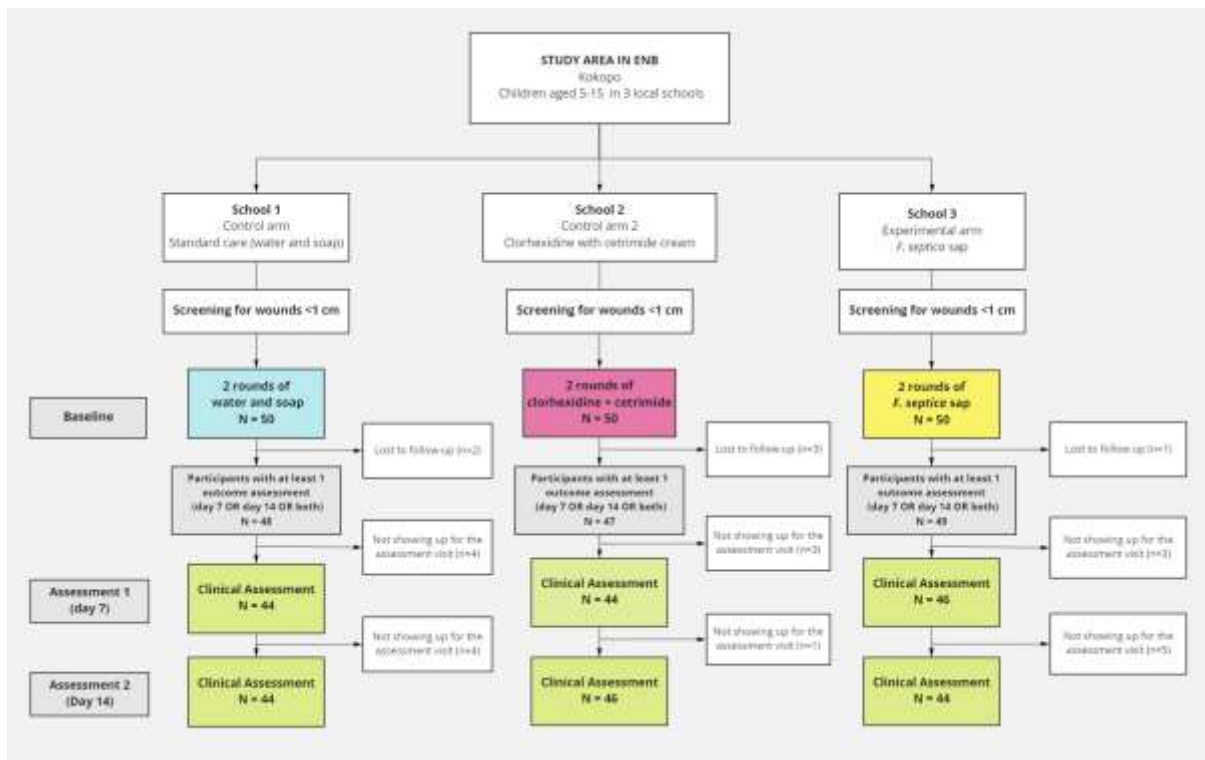 STUDY AREA IN ENB
Kokopo
Children aged 5-15 in 3 local schools
School 1
Control arm
Standard care (water and soap)
School 2
Control arm 2
Clorhexidine with cetrimide cream
School 3
Experimental arm
F. septica sap
Screening for wounds <1 cm
Screening for wounds <1 cm
Screening for wounds <1 cm
Baseline
2 rounds of
water and soap
N = 50
2 rounds of
clorhexidine + cetrimide
N = 50
2 rounds of
F. septica sap
N = 50
Lost to follow-up (n=2)
Lost to follow-up (n=3)
Lost to follow-up (n=1)
Participants with at least 1
outcome assessment
(day 7 OR day 14 OR both)
N = 48
Participants with at least 1
outcome assessment
(day 7 OR day 14 OR both)
N = 47
Participants with at least 1
outcome assessment
(day 7 OR day 14 OR both)
N = 49
Not showing up for the
assessment visit (n=4)
Not showing up for the
assessment visit (n=3)
Not showing up for the
assessment visit (n=3)
Assessment 1
(day 7)
Clinical Assessment
N = 44
Clinical Assessment
N = 44
Clinical Assessment
N = 46
Not showing up for the
assessment visit (n=4)
Not showing up for the
assessment visit (n=1)
Not showing up for the
assessment visit (n=5)
Assessment 2
(Day 14)
Clinical Assessment
N = 44
Clinical Assessment
N = 46
Clinical Assessment
N = 44